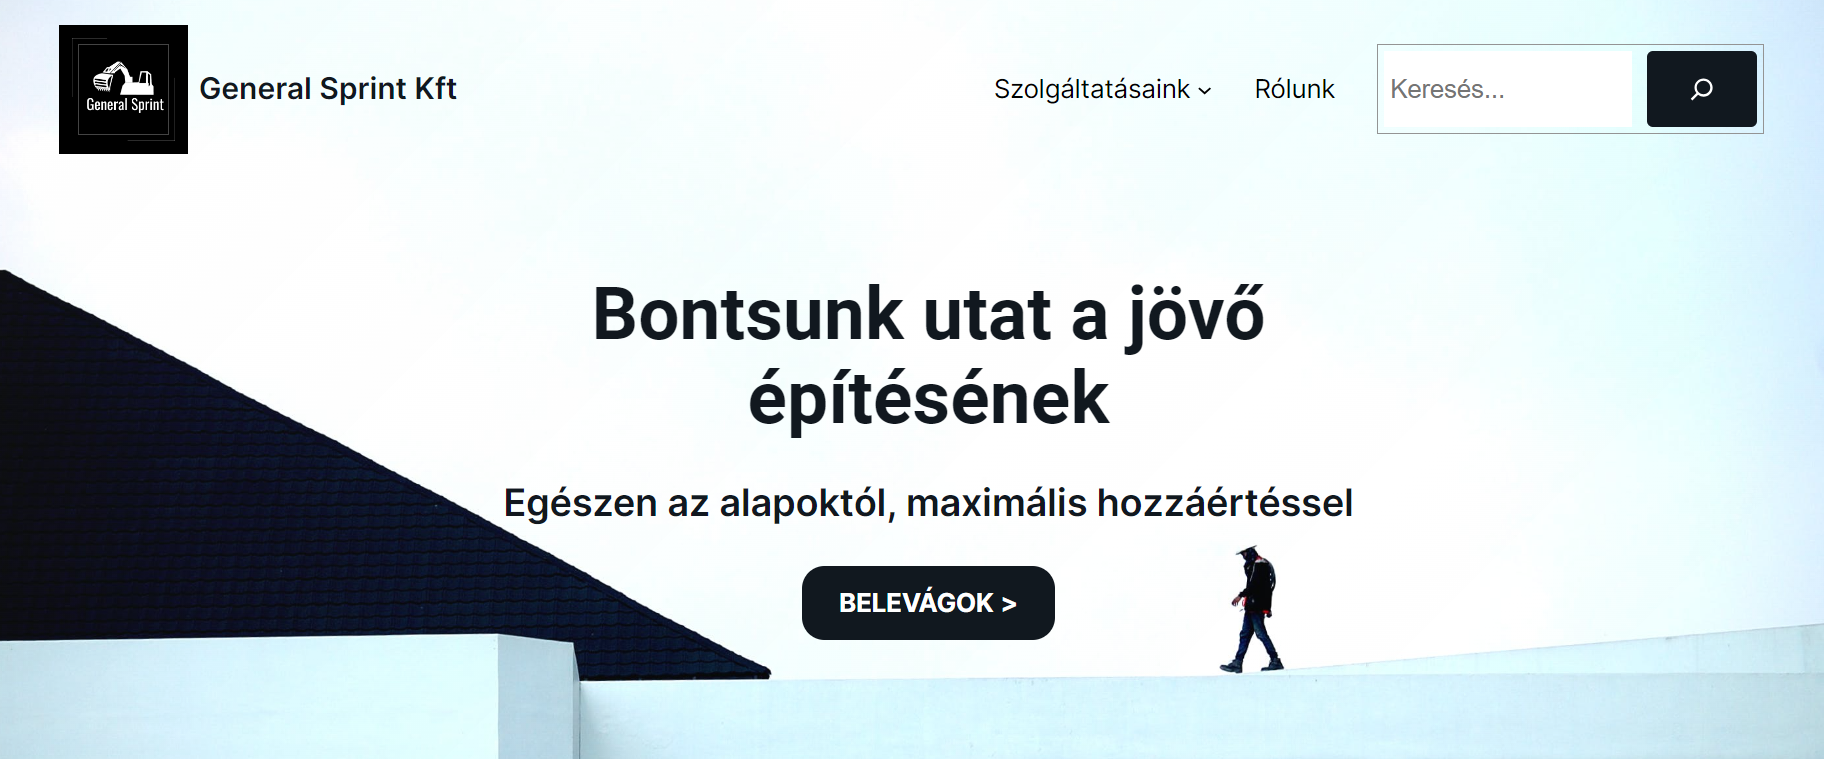 General Sprint
General Sprint Kft
Szolgáltatásaink
Rólunk
Keresés...
Bontsunk utat a jövő
építésének
Egészen az alapoktól, maximális hozzáértéssel
BELEVÁGOK >